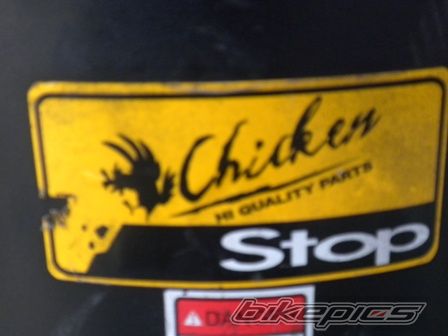 Chicken
HI QUALITY PARTS
Stop
bikepics